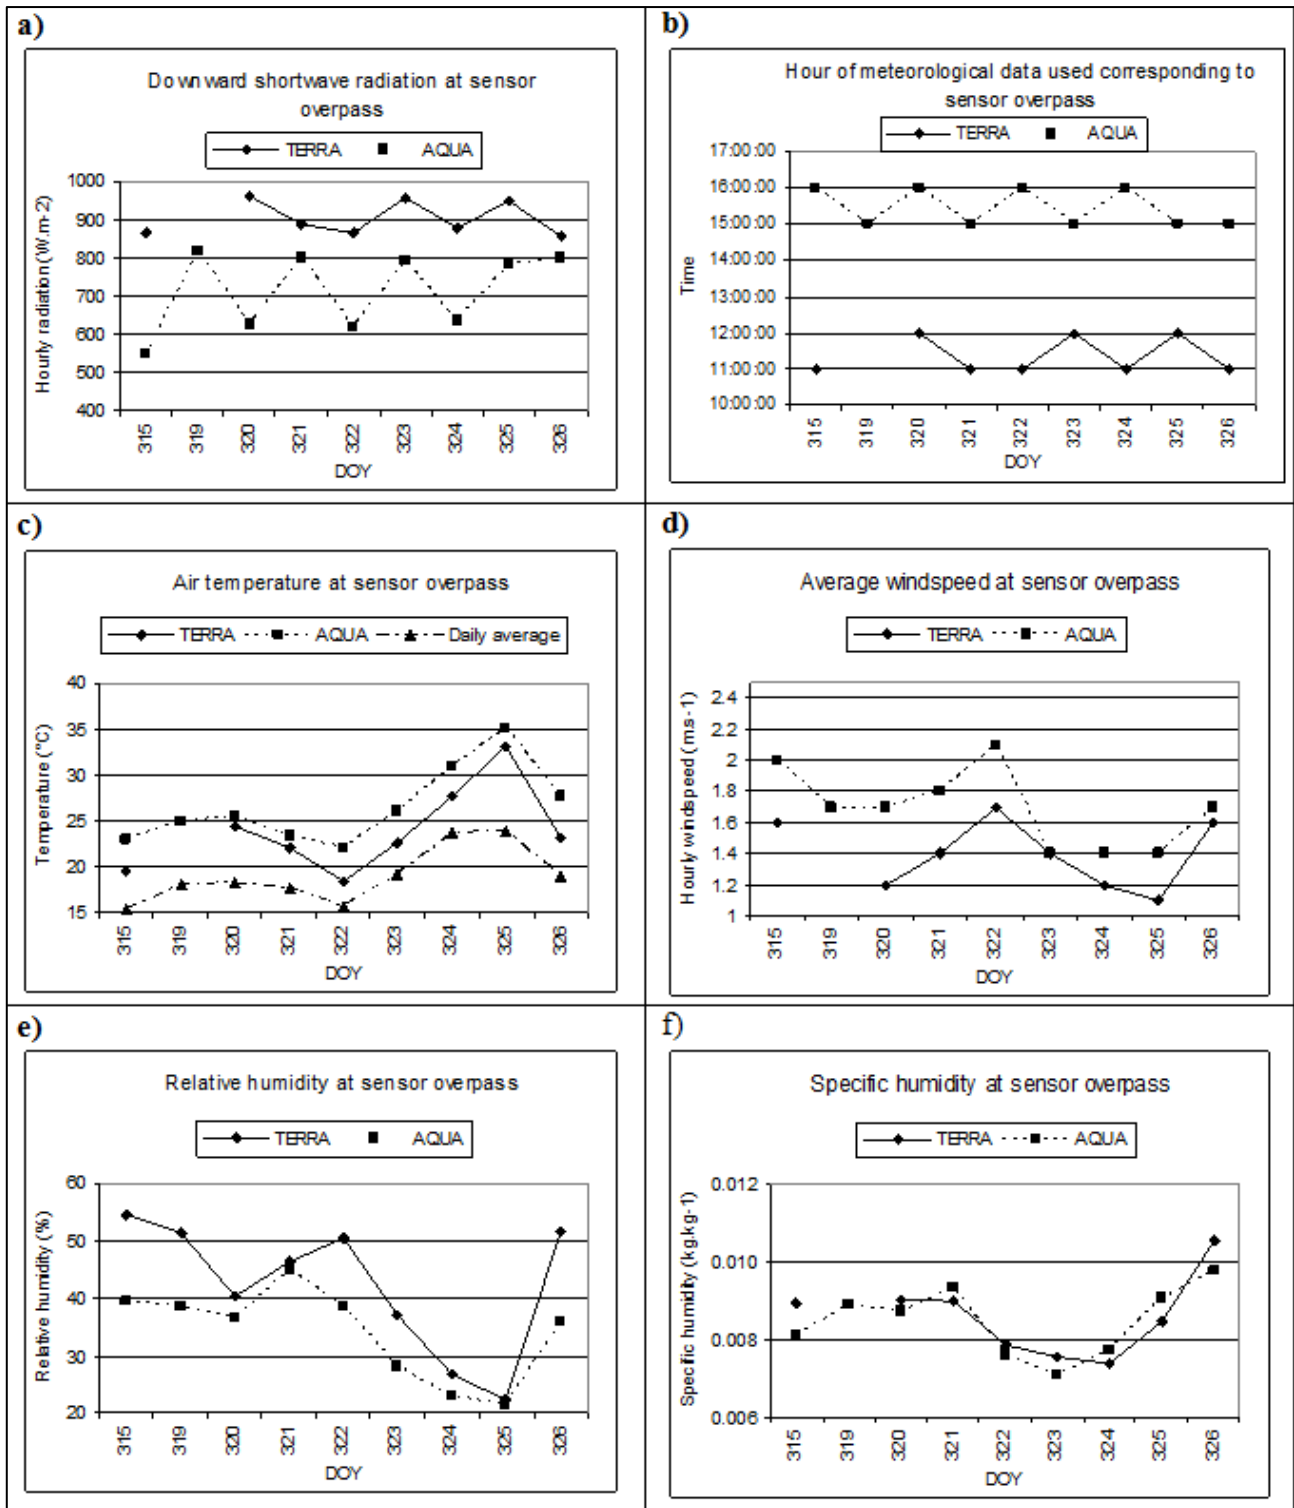 a)
Downward shortwave radiation at sensor
overpass
TERRA AQUA
Hourly radiation (W.m-2)
1000
900
800
700
600
500
400
315 319 320 321 322 323 324 325 326
DOY
b)
Hour of meteorological data used corresponding to
sensor overpass
TERRA AQUA
Time
17:00:00
16:00:00
15:00:00
14:00:00
13:00:00
12:00:00
11:00:00
10:00:00
315 319 320 321 322 323 324 325 326
DOY
c)
Air temperature at sensor overpass
TERRA AQUA Daily average
Temperature (°C)
40
35
30
25
20
15
315 319 320 321 322 323 324 325 326
DOY
d)
Average windspeed at sensor overpass
TERRA AQUA
Hourly windspeed (m.s-1)
2.4
2.2
2
1.8
1.6
1.4
1.2
1
315 319 320 321 322 323 324 325 326
DOY
e)
Relative humidity at sensor overpass
TERRA AQUA
Relative humidity (%)
60
50
40
30
20
315 319 320 321 322 323 324 325 326
DOY
f)
Specific humidity at sensor overpass
TERRA AQUA
Specific humidity (kg.kg-1)
0.012
0.010
0.008
0.006
315 319 320 321 322 323 324 325 326
DOY